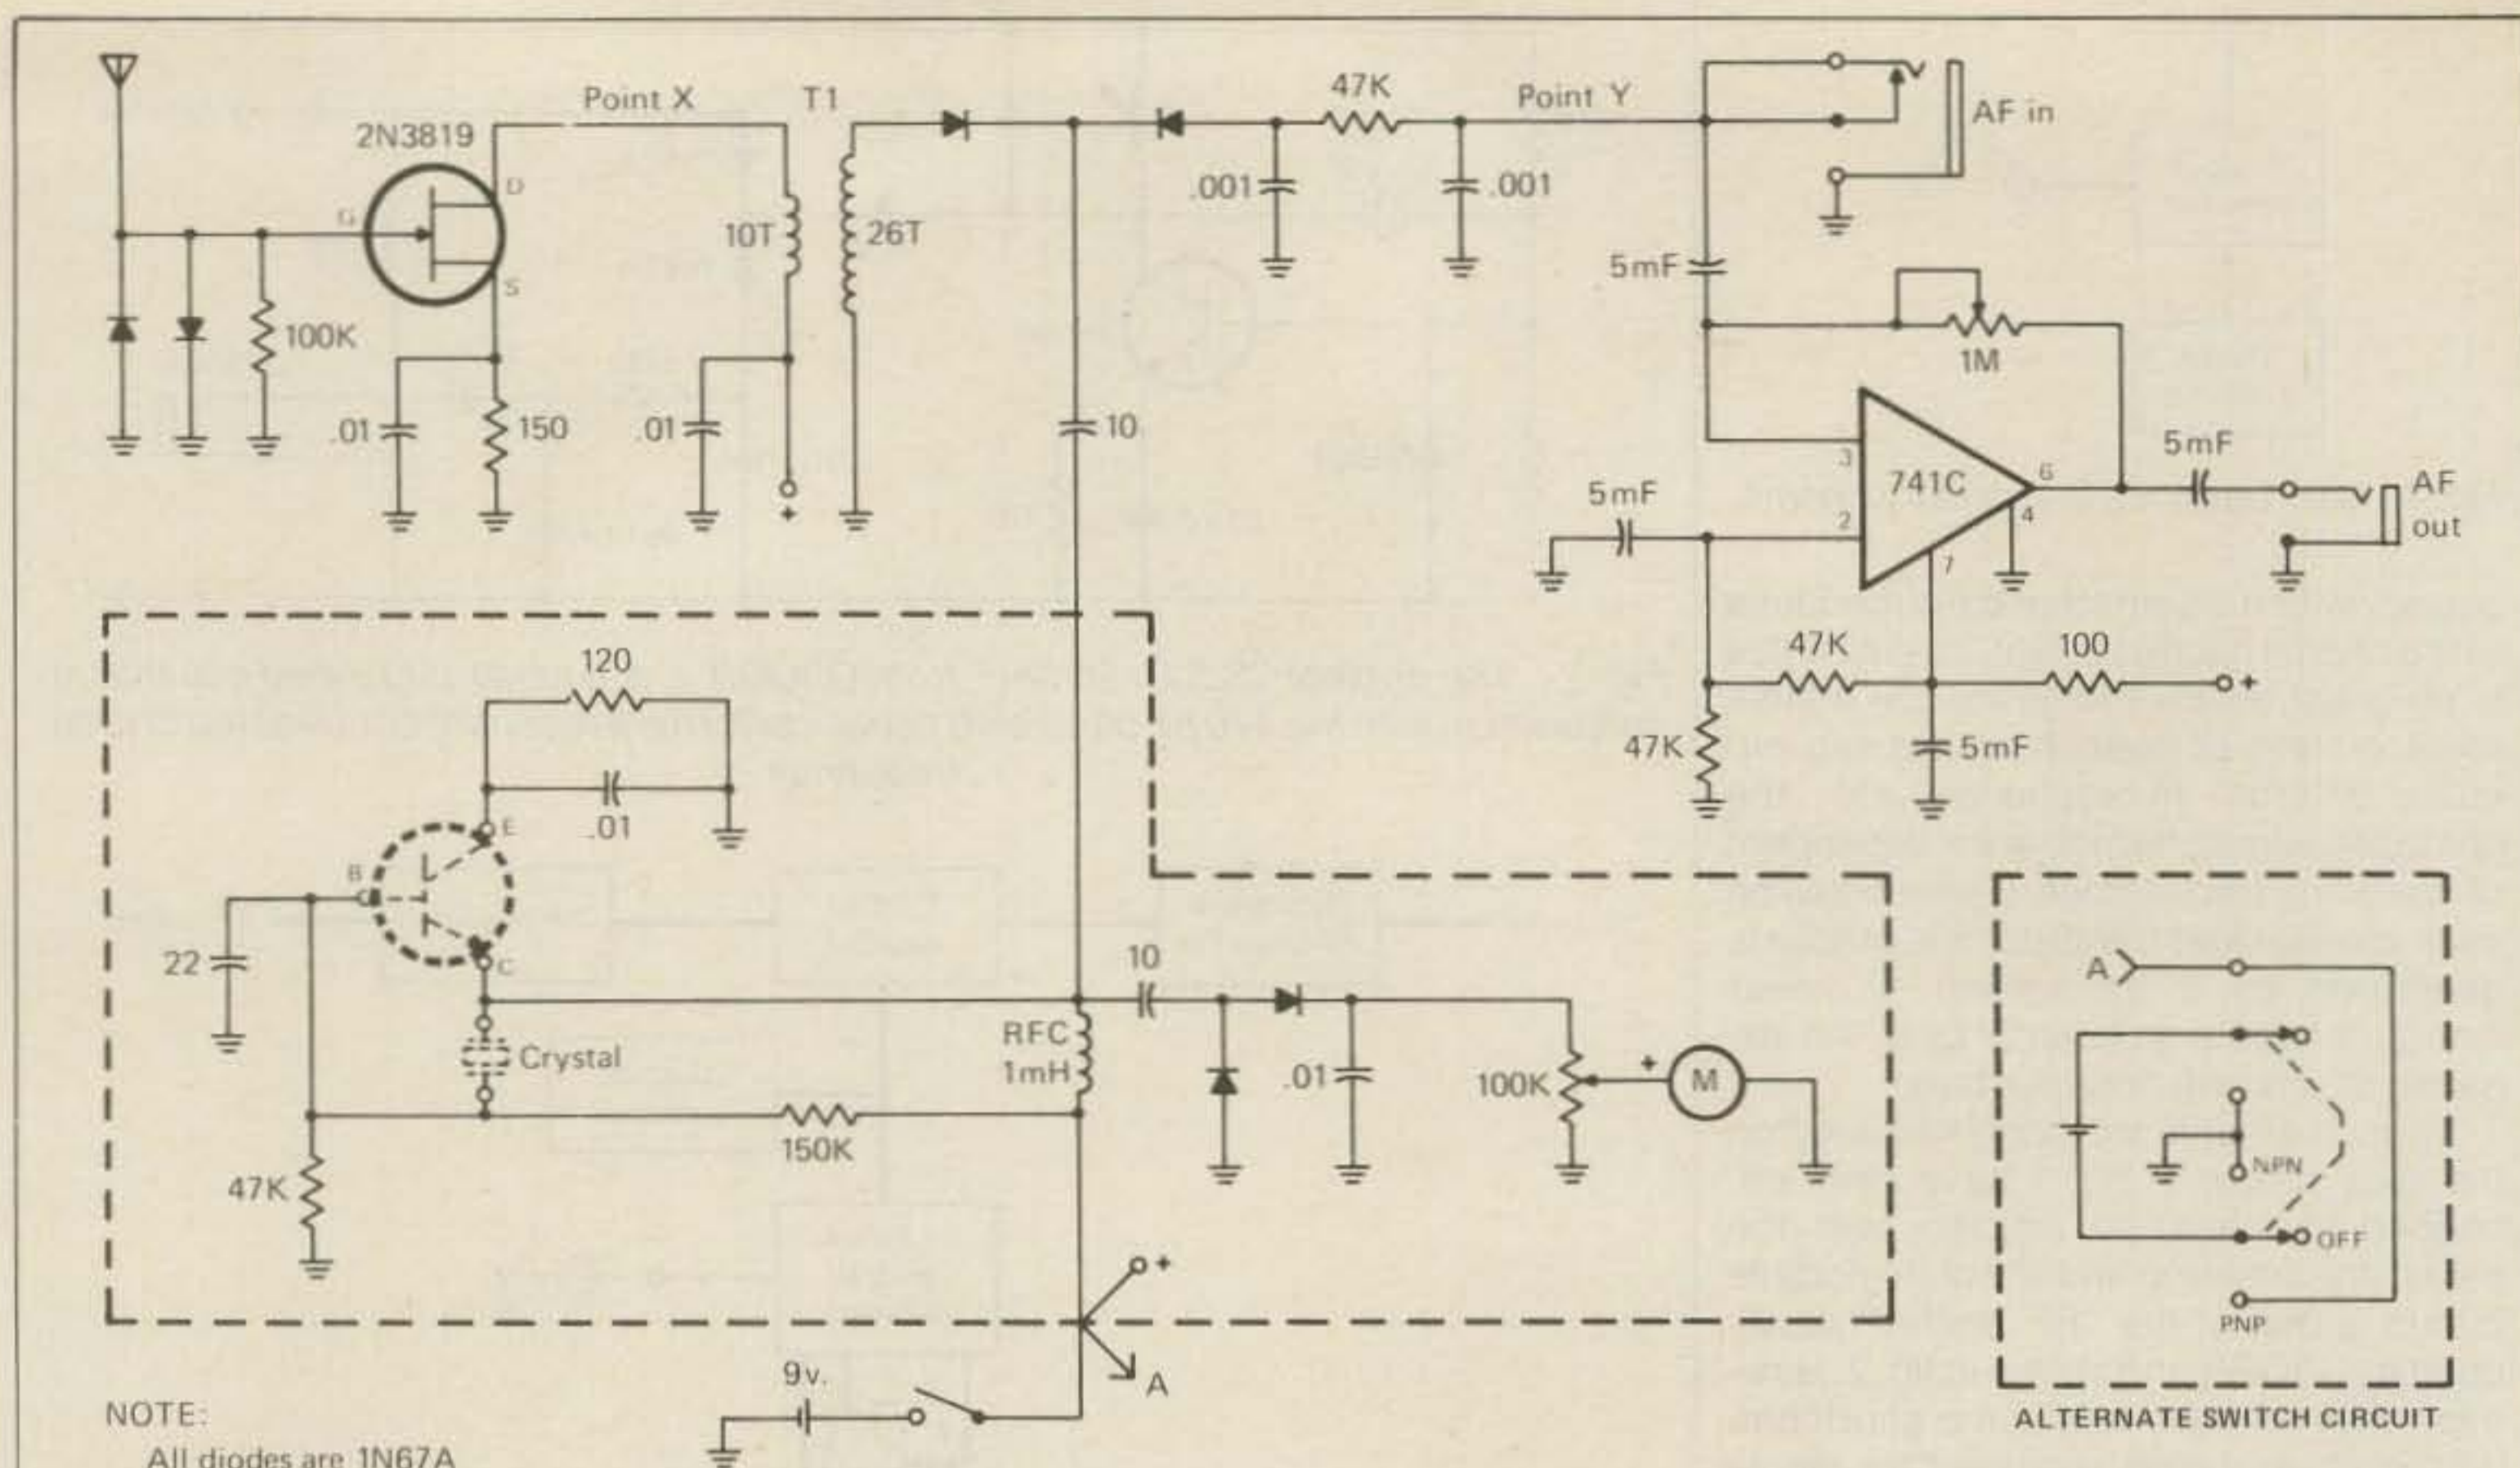 Point X
T1
47K
Point Y
AF in
2N3819
D
G
S
10T
26T
.001
.001
5mF
100K
1M
.01
150
.01
10
3
741C
6
5mF
AF
out
5mF
2
4
7
120
47K
100
+
+
47K
5mF
.01
E
B
C
22
10
A
RFC
1mH
Crystal
.01
100K
+
M
NPN
150K
47K
OFF
PNP
+
A
9v.
ALTERNATE SWITCH CIRCUIT
NOTE:
All diodes are 1N67A